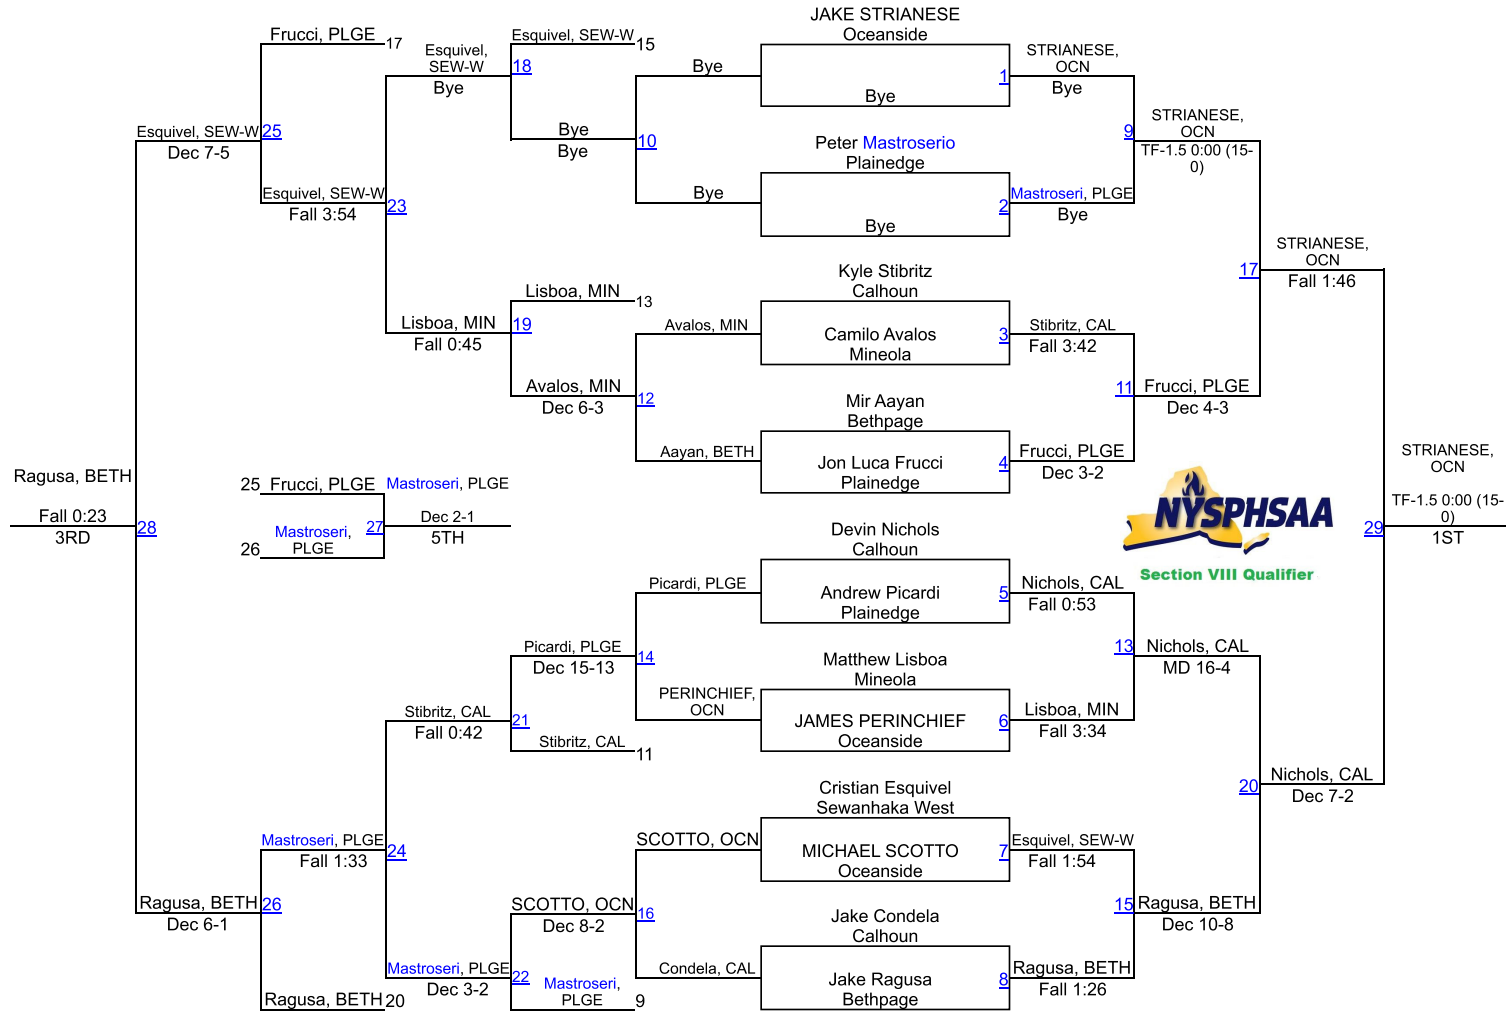 JAKE STRIANESE
Oceanside
Frucci, PLGE
17
Esquivel,
SEW-W
Bye
Esquivel, SEW-W
15
18
Bye
Bye
1
STRIANESE,
OCN
Bye
Esquivel, SEW-W
25
Dec 7-5
Bye
Bye
10
Peter Mastroserio
Plainedge
9
STRIANESE,
OCN
TF-1.5 0:00 (15-
0)
Esquivel, SEW-W
Fall 3:54
23
Bye
Bye
2
Mastroseri, PLGE
Bye
Kyle Stibritz
Calhoun
17
STRIANESE,
OCN
Fall 1:46
Lisboa, MIN
13
Lisboa, MIN
Fall 0:45
19
Avalos, MIN
Camilo Avalos
Mineola
3
Stibritz, CAL
Fall 3:42
Avalos, MIN
Dec 6-3
12
Mir Aayan
Bethpage
11
Frucci, PLGE
Dec 4-3
Aayan, BETH
Jon Luca Frucci
Plainedge
4
Frucci, PLGE
Dec 3-2
Ragusa, BETH
Fall 0:23
3RD
28
25
Frucci, PLGE
Mastroseri,
PLGE
26
27
Mastroseri, PLGE
Dec 2-1
5TH
NYSPHSAA
Section VIII Qualifier
STRIANESE,
OCN
TF-1.5 0:00 (15-
0)
1ST
29
Devin Nichols
Calhoun
Picardi, PLGE
Andrew Picardi
Plainedge
5
Nichols, CAL
Fall 0:53
Picardi, PLGE
Dec 15-13
14
Matthew Lisboa
Mineola
13
Nichols, CAL
MD 16-4
PERINCHIEF,
OCN
JAMES PERINCHIEF
Oceanside
6
Lisboa, MIN
Fall 3:34
Stibritz, CAL
Fall 0:42
21
Stibritz, CAL
11
Cristian Esquivel
Sewanhaka West
20
Nichols, CAL
Dec 7-2
Mastroseri, PLGE
Fall 1:33
24
SCOTTO, OCN
MICHAEL SCOTTO
Oceanside
7
Esquivel, SEW-W
Fall 1:54
Ragusa, BETH
Dec 6-1
26
SCOTTO, OCN
Dec 8-2
16
Jake Condela
Calhoun
15
Ragusa, BETH
Dec 10-8
Mastroseri, PLGE
Dec 3-2
22
Mastroseri,
PLGE
9
Condela, CAL
Jake Ragusa
Bethpage
8
Ragusa, BETH
Fall 1:26
Ragusa, BETH
20